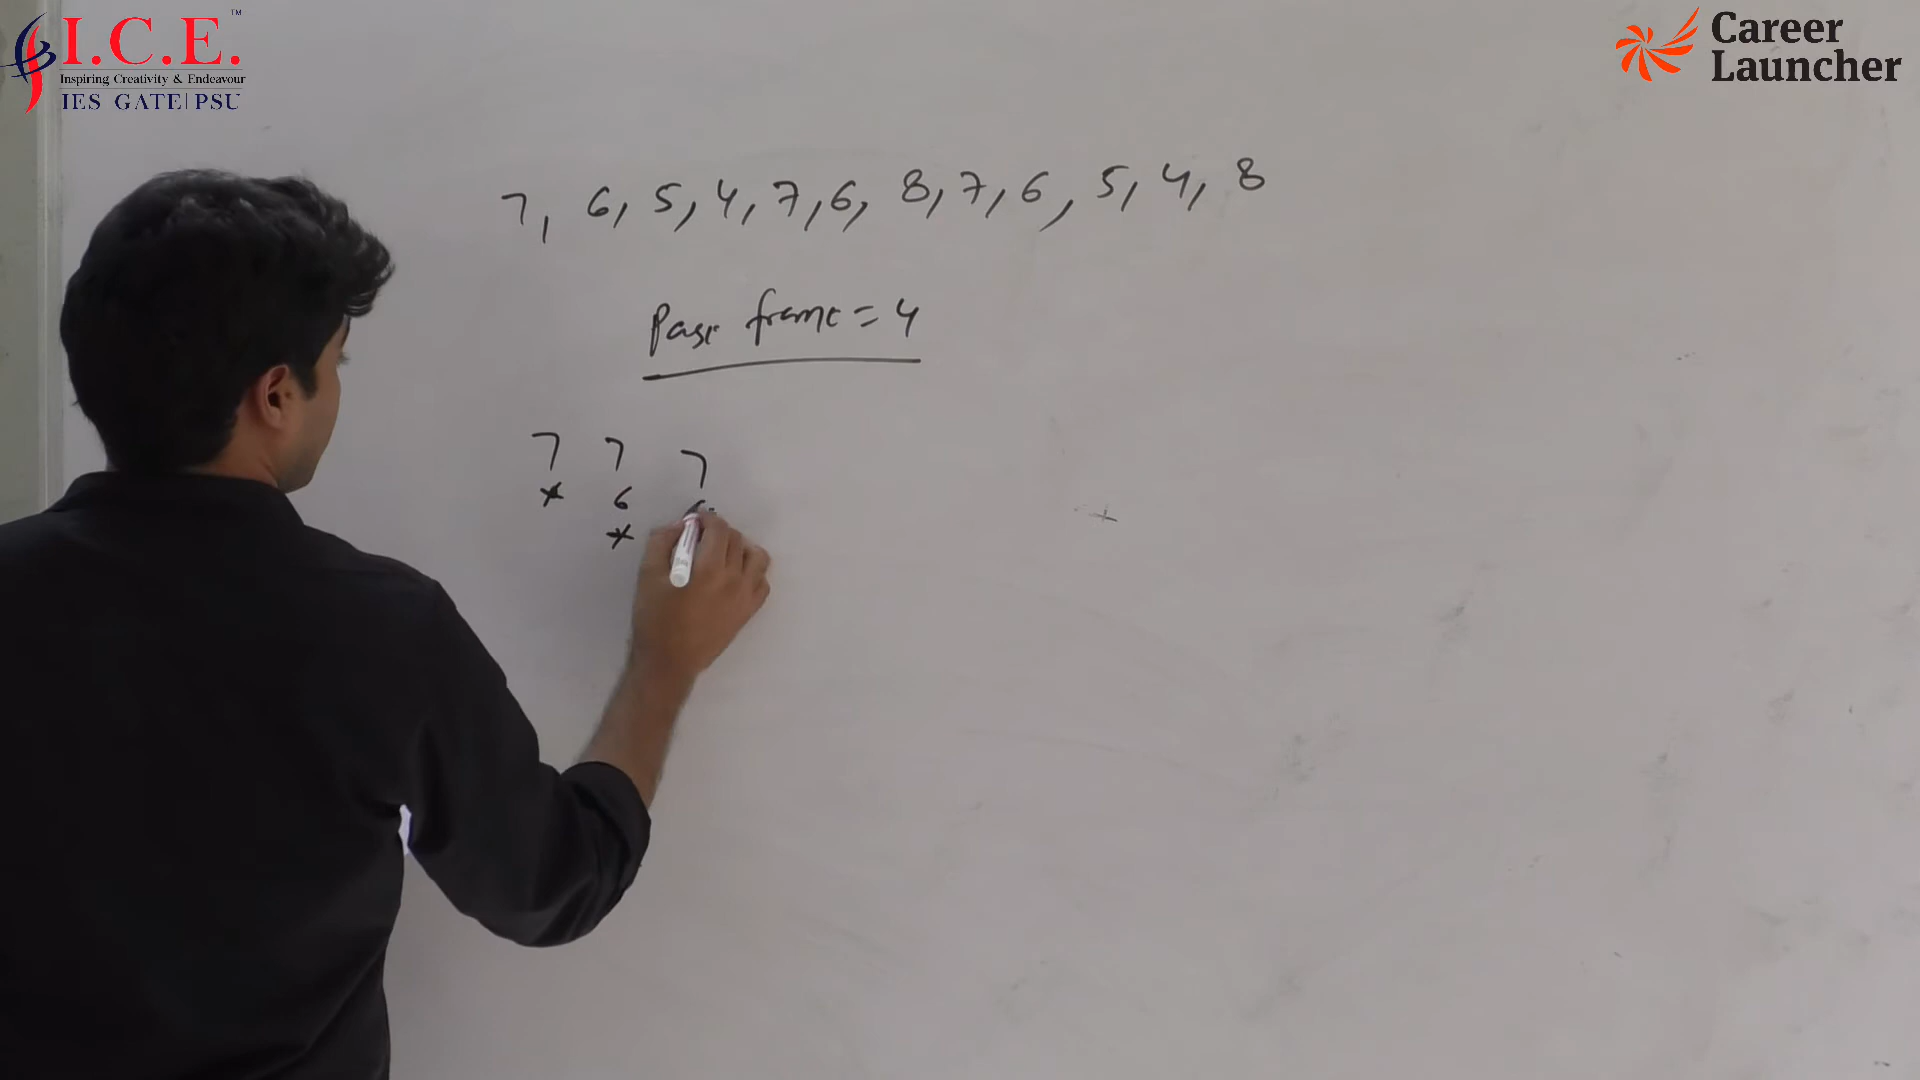 I.C.E.™
Inspiring Creativity & Endeavour
IES GATE|PSU
Career
Launcher
7, 6, 5, 4, 7, 6, 8, 7, 6, 5, 4, 8
Page frame = 4
7 7 7
* 6
*